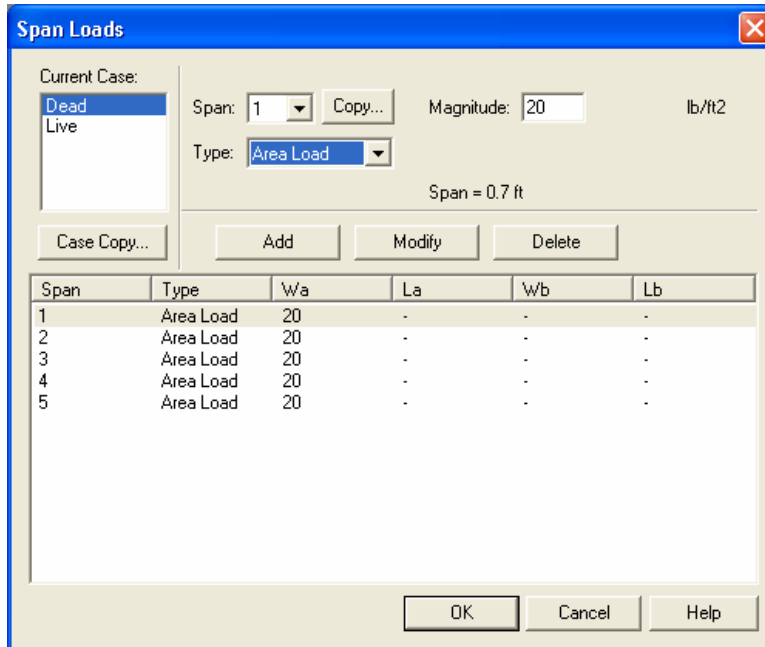 Span Loads
Current Case:
Dead
Live
Span: 1 Copy... Magnitude: 20 lb/ft2
Type: Area Load
Span = 0.7 ft
Case Copy... Add Modify Delete
Span Type Wa La Wb Lb
1 Area Load 20 - - -
2 Area Load 20 - - -
3 Area Load 20 - - -
4 Area Load 20 - - -
5 Area Load 20 - - -
OK Cancel Help